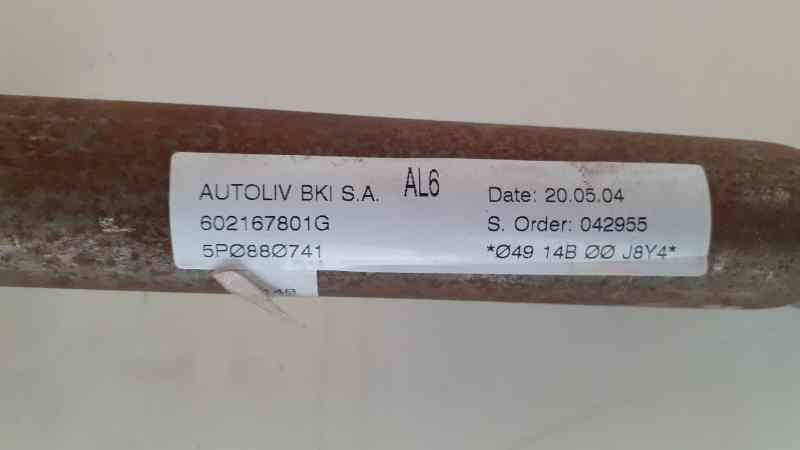 AUTOLIV BKI S.A.
AL6
602167801G
5PØ88Ø741
Date: 20.05.04
S. Order: 042955
*Ø49 14B ØØ J8Y4*